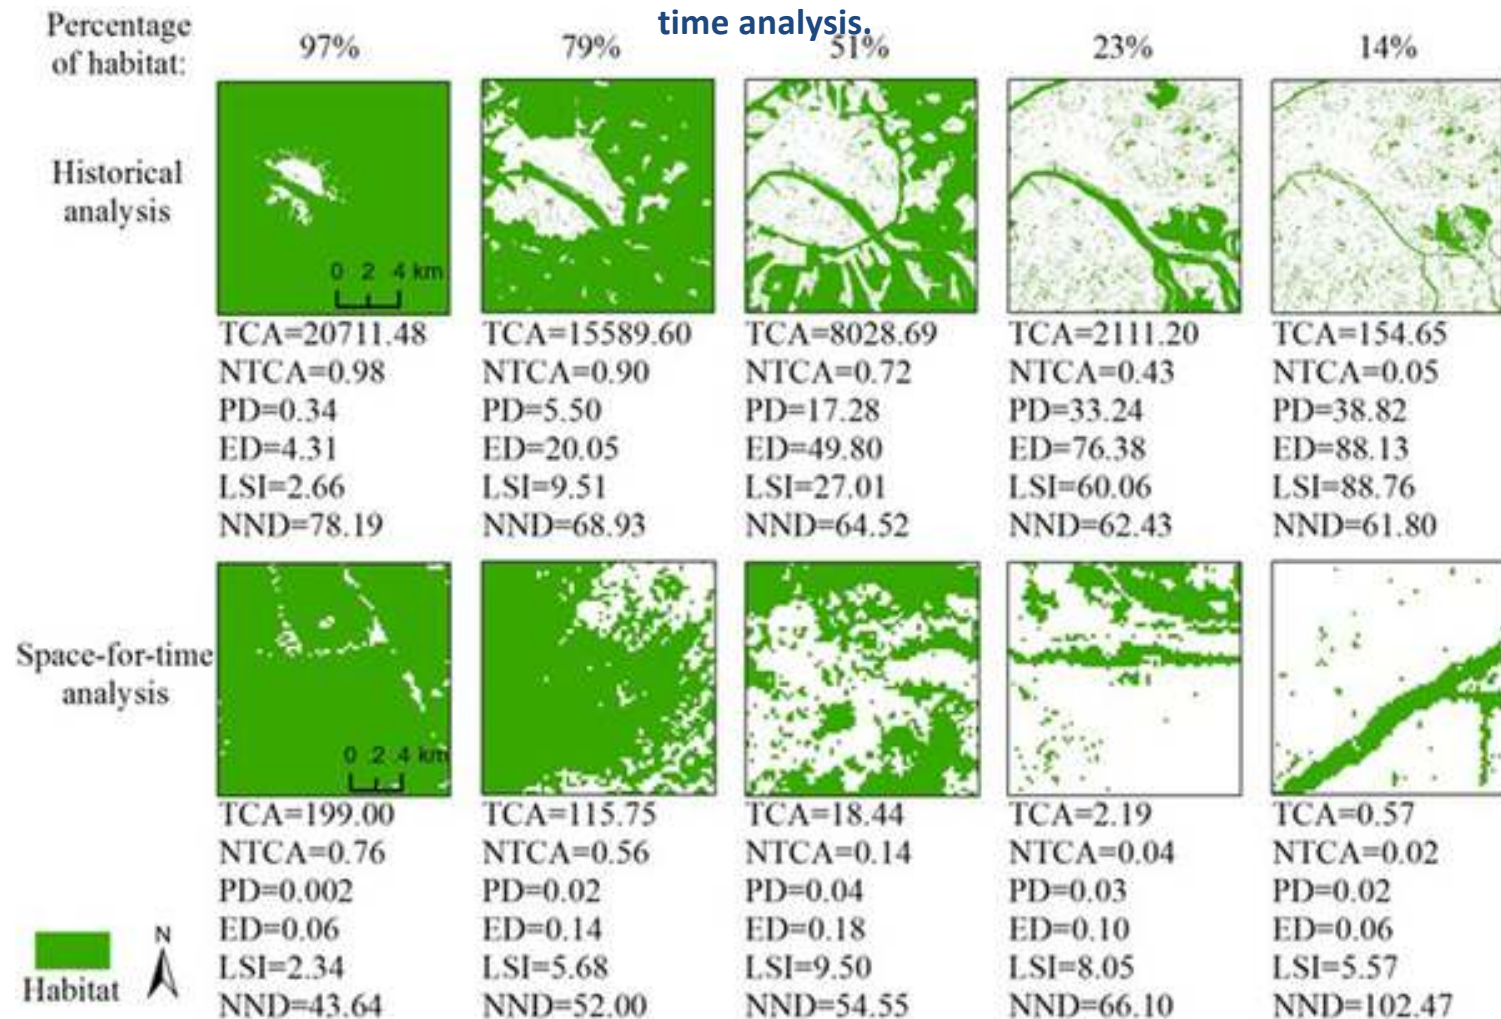 time analysis.
Percentage of habitat: 97% 79% 51% 23% 14%
Historical analysis
0 2 4 km
TCA=20711.48 TCA=15589.60 TCA=8028.69 TCA=2111.20 TCA=154.65
NTCA=0.98 NTCA=0.90 NTCA=0.72 NTCA=0.43 NTCA=0.05
PD=0.34 PD=5.50 PD=17.28 PD=33.24 PD=38.82
ED=4.31 ED=20.05 ED=49.80 ED=76.38 ED=88.13
LSI=2.66 LSI=9.51 LSI=27.01 LSI=60.06 LSI=88.76
NND=78.19 NND=68.93 NND=64.52 NND=62.43 NND=61.80
Space-for-time analysis
0 2 4 km
TCA=199.00 TCA=115.75 TCA=18.44 TCA=2.19 TCA=0.57
NTCA=0.76 NTCA=0.56 NTCA=0.14 NTCA=0.04 NTCA=0.02
PD=0.002 PD=0.02 PD=0.04 PD=0.03 PD=0.02
ED=0.06 ED=0.14 ED=0.18 ED=0.10 ED=0.06
LSI=2.34 LSI=5.68 LSI=9.50 LSI=8.05 LSI=5.57
NND=43.64 NND=52.00 NND=54.55 NND=66.10 NND=102.47
N
Habitat